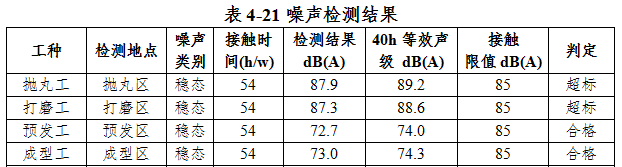 表 4-21 噪声检测结果
工种 检测地点 噪声类别 接触时间(h/w) 检测结果 dB(A) 40h 等效声级 dB(A) 接触限值 dB(A) 判定
抛丸工 抛丸区 稳态 54 87.9 89.2 85 超标
打磨工 打磨区 稳态 54 87.3 88.6 85 超标
预发工 预发区 稳态 54 72.7 74.0 85 合格
成型工 成型区 稳态 54 73.0 74.3 85 合格